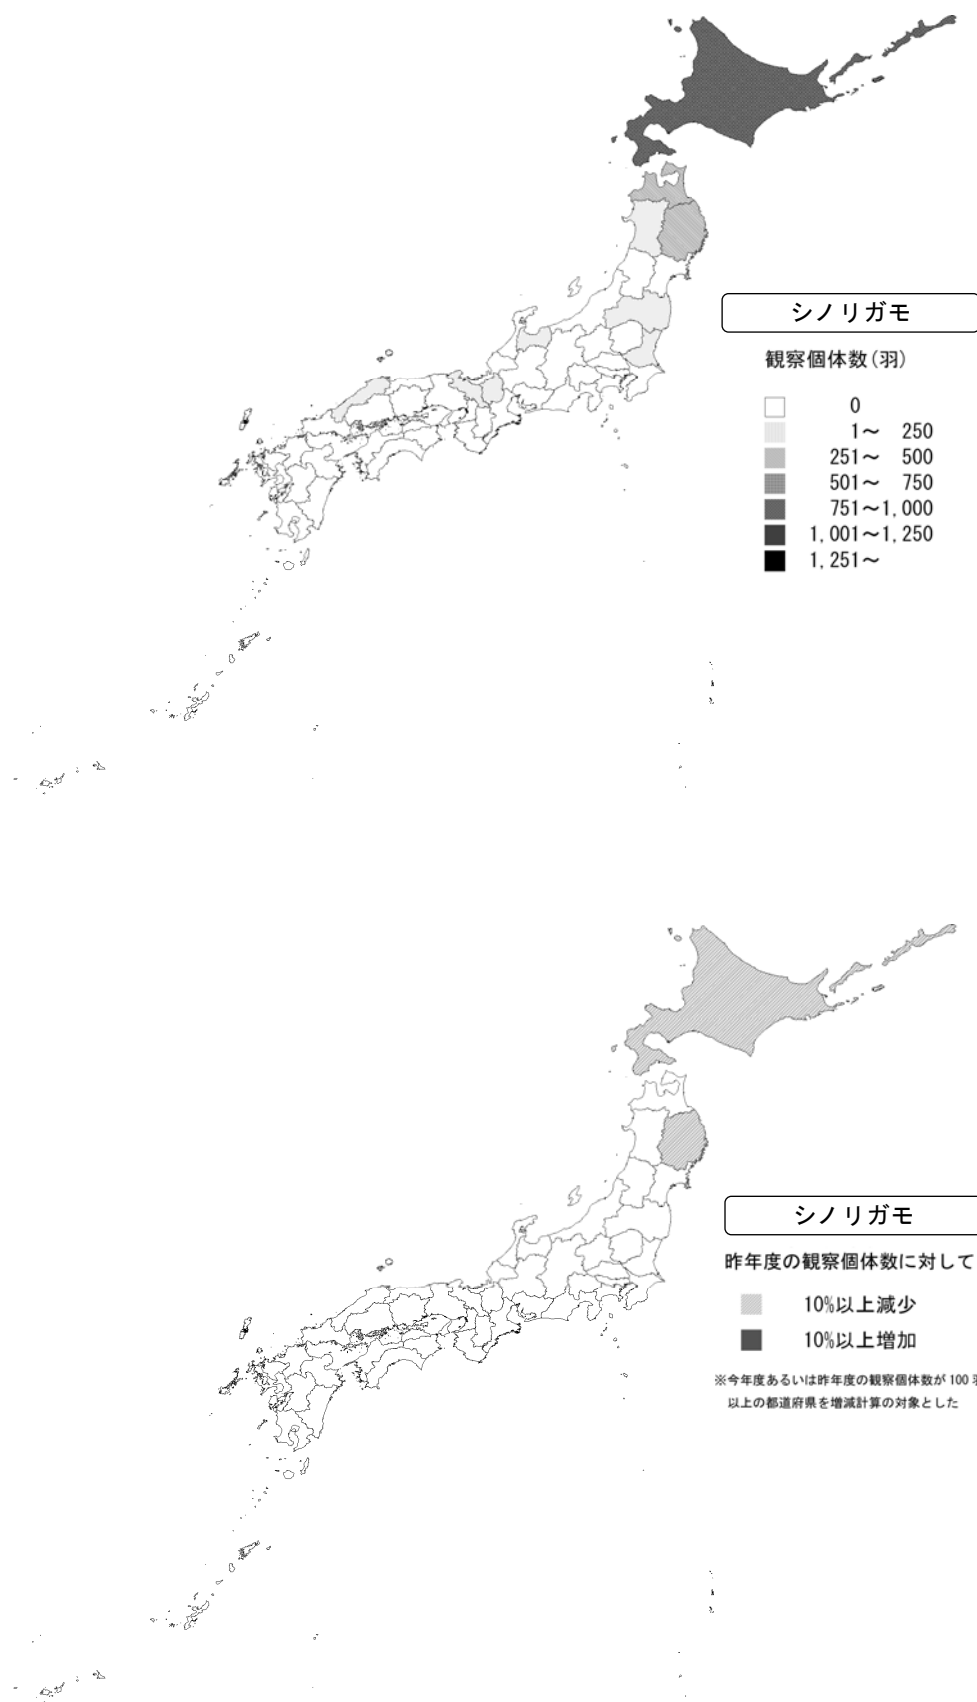 シノリガモ
観察個体数(羽)
0
1～ 250
251～ 500
501～ 750
751～1,000
1,001～1,250
1,251～
シノリガモ
昨年度の観察個体数に対して
10%以上減少
10%以上増加
※今年度あるいは昨年度の観察個体数が 100
以上の都道府県を増減計算の対象とした